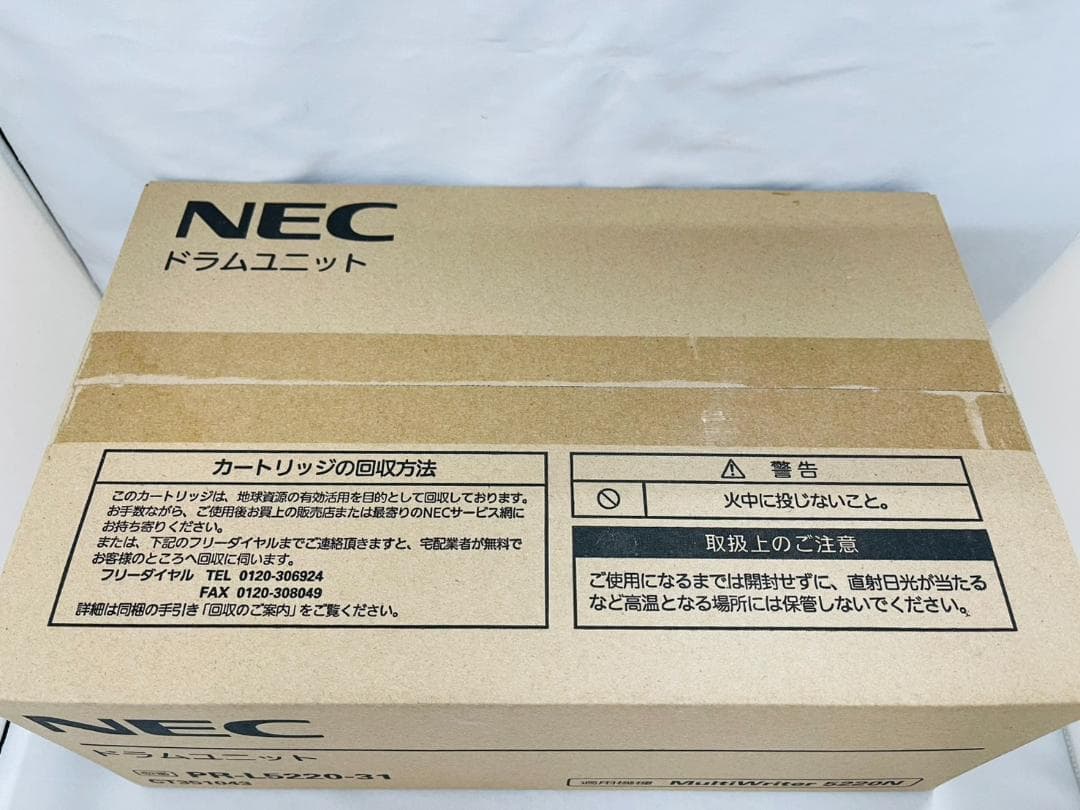 NEC
ドラムユニット
カートリッジの回収方法
このカートリッジは、地球資源の有効活用を目的として回収しております。
お手数ながら、ご使用後お買上の販売店または最寄りのNECサービス網に
お持ち寄りください。
または、下記のフリーダイヤルまでご連絡頂きますと、宅配業者が無料で
お客様のところへ回収に伺います。
フリーダイヤル TEL 0120-306924
FAX 0120-308049
詳細は同梱の手引き「回収のご案内」をご覧ください。
⚠ 警告
火中に投じないこと。
取扱上のご注意
ご使用になるまでは開封せずに、直射日光が当たる
など高温となる場所には保管しないでください。
NEC
ドラムユニット
型番 PR-L5220-31
CT351043
適用機種 MultiWriter 5220N